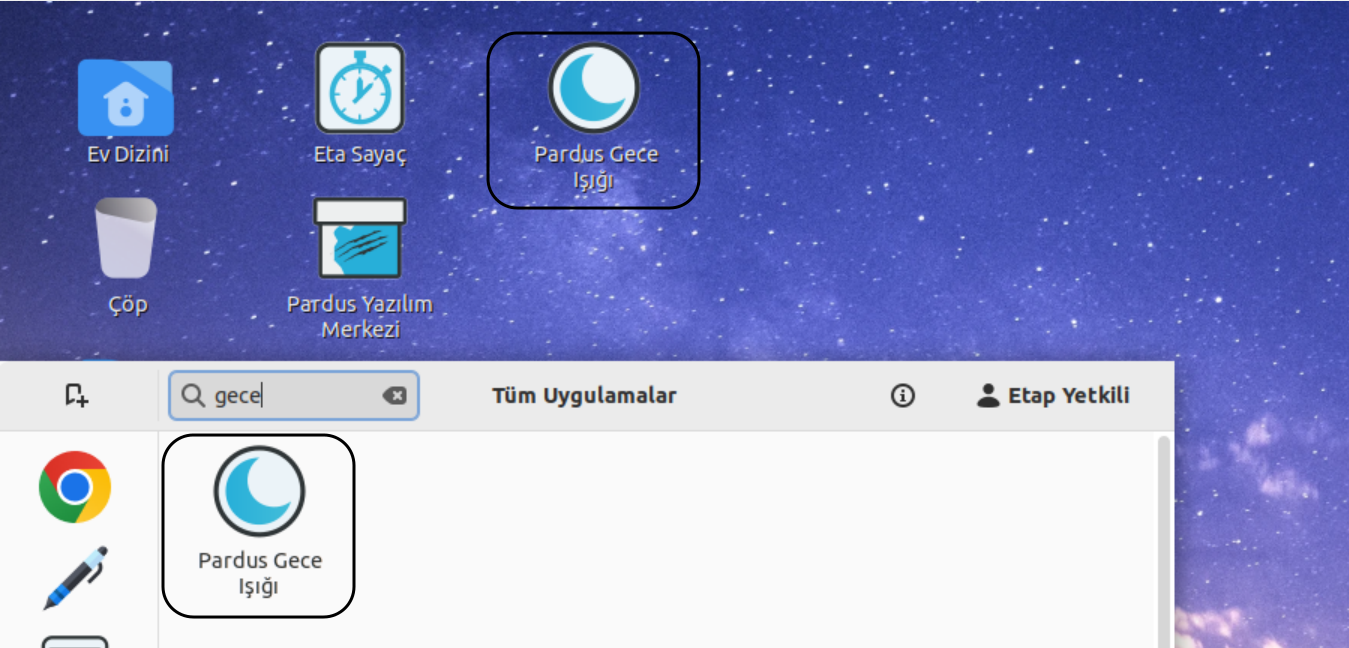 Ev Dizini
Eta Sayaç
Pardus Gece
Işığı
Çöp
Pardus Yazılım
Merkezi
gece
Tüm Uygulamalar
Etap Yetkili
Pardus Gece
Işığı